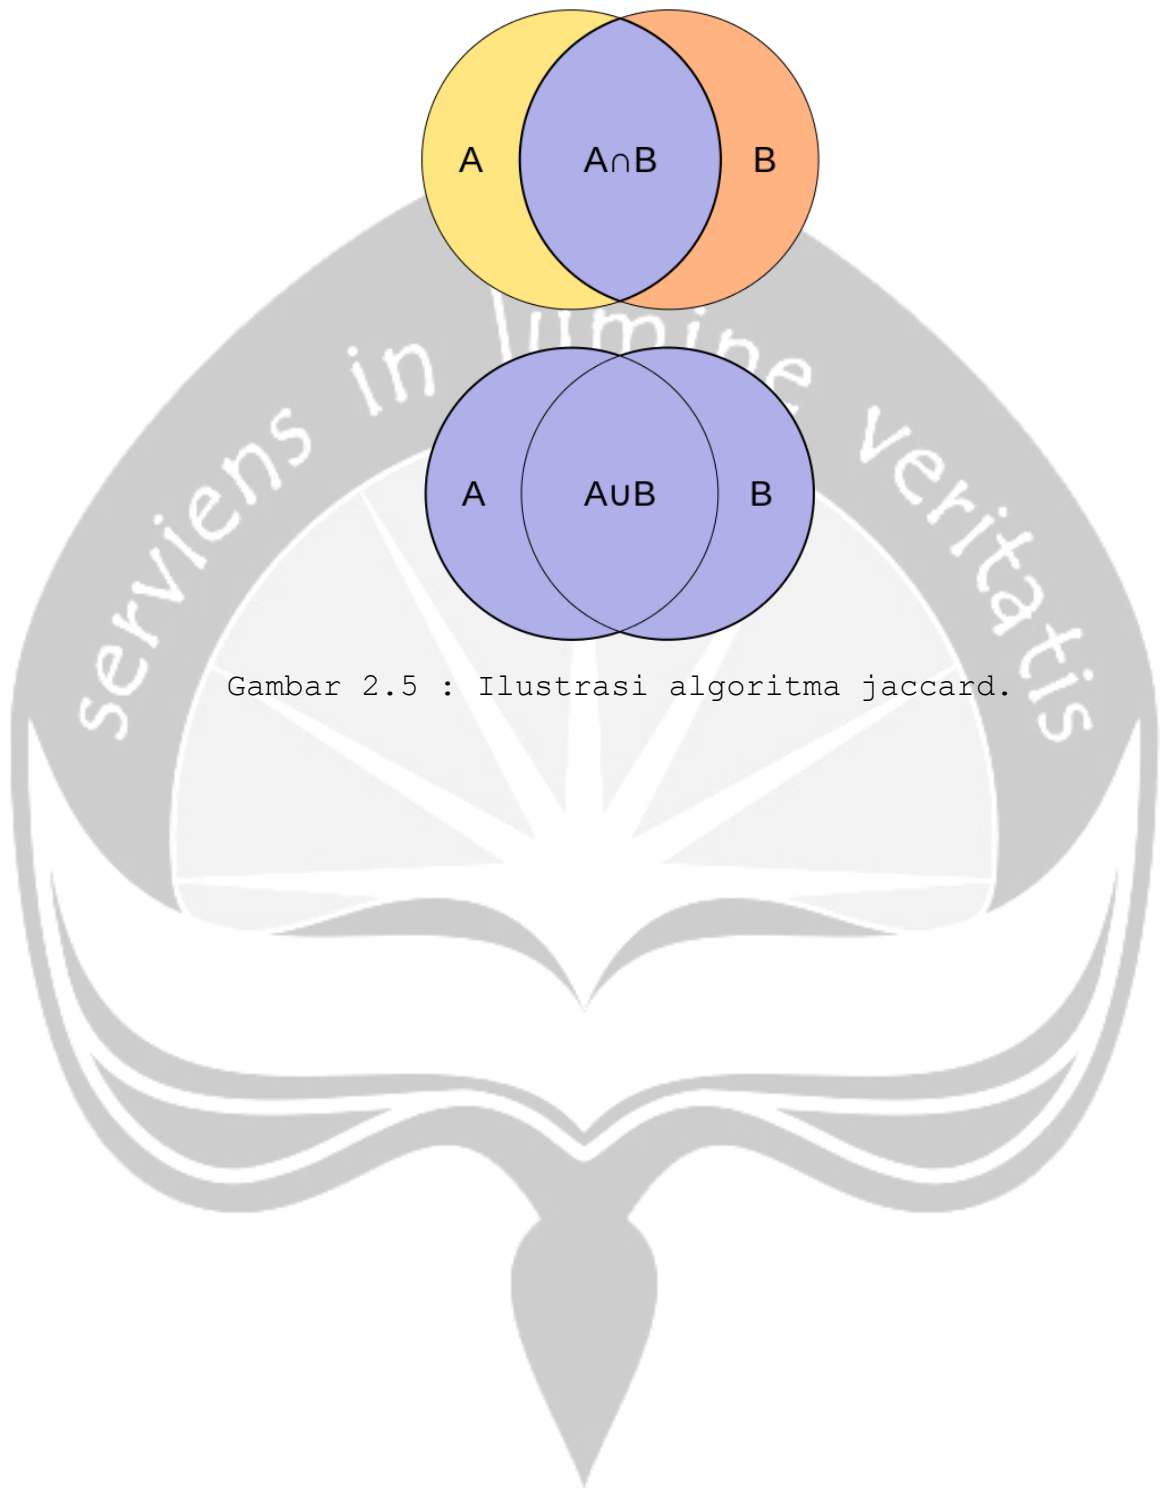 A A∩B B
serviens in lumine veritatis
A A∪B B
Gambar 2.5 : Ilustrasi algoritma jaccard.